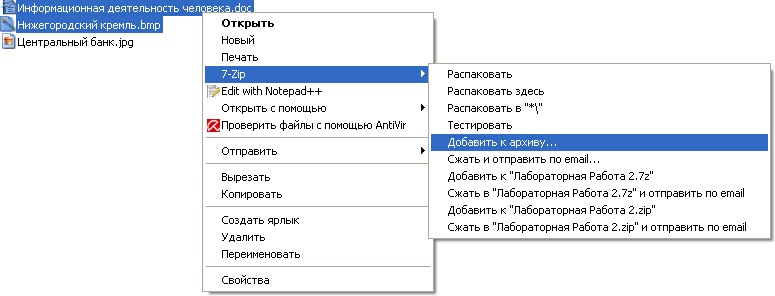 Информационная деятельность человека.doc
Нижегородский кремль.bmp
Центральный банк.jpg
Открыть
Новый
Печать
7-Zip
Edit with Notepad++
Открыть с помощью
Проверить файлы с помощью AntiVir
Отправить
Вырезать
Копировать
Создать ярлык
Удалить
Переименовать
Свойства
Распаковать
Распаковать здесь
Распаковать в "*\"
Тестировать
Добавить к архиву...
Сжать и отправить по email...
Добавить к "Лабораторная Работа 2.7z"
Сжать в "Лабораторная Работа 2.7z" и отправить по email
Добавить к "Лабораторная Работа 2.zip"
Сжать в "Лабораторная Работа 2.zip" и отправить по email